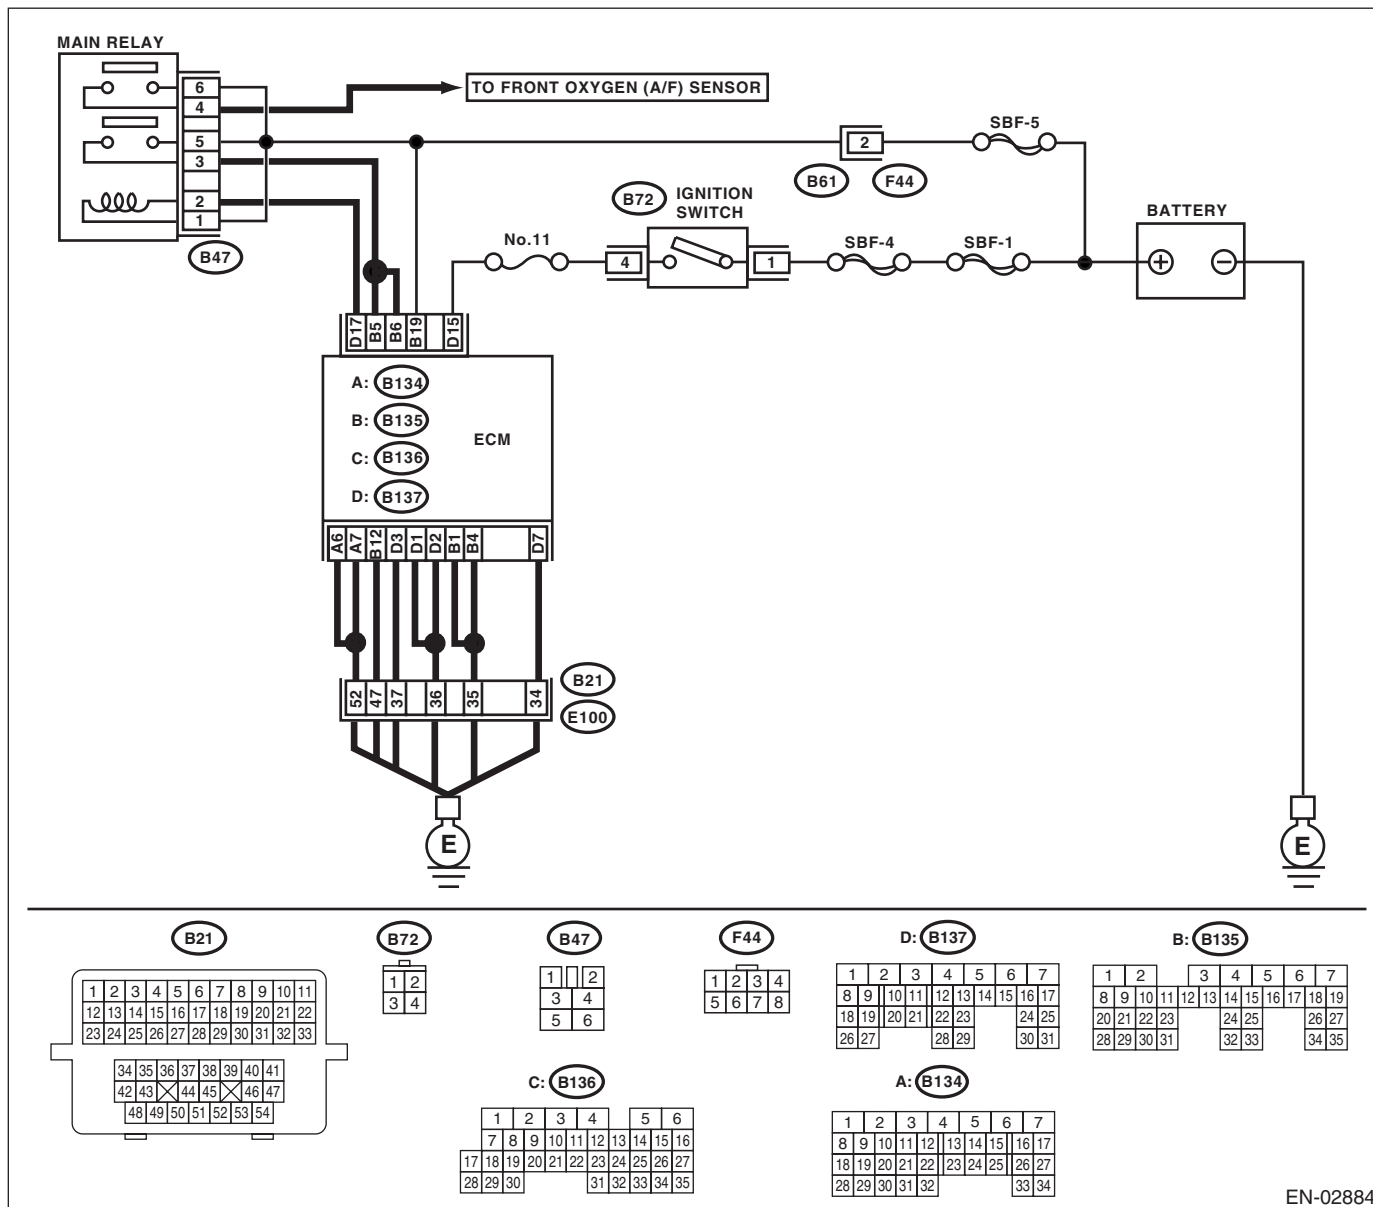 MAIN RELAY
6
4
5
3
2
1
B47
TO FRONT OXYGEN (A/F) SENSOR
SBF-5
2
B61 F44
B72 IGNITION
SWITCH
No.11
4
1
SBF-4
SBF-1
BATTERY
+ −
D17 B5 B6 B19 D15
A: B134
B: B135
C: B136
D: B137
ECM
A6 A7 B12 D3 D1 D2 B1 B4 D7
52 47 37 36 35 34
B21
E100
E
E
B21
1 2 3 4 5 6 7 8 9 10 11
12 13 14 15 16 17 18 19 20 21 22
23 24 25 26 27 28 29 30 31 32 33
34 35 36 37 38 39 40 41
42 43 44 45 46 47
48 49 50 51 52 53 54
B72
1 2
3 4
B47
1 2
3 4
5 6
F44
1 2 3 4
5 6 7 8
D: B137
1 2 3 4 5 6 7
8 9 10 11 12 13 14 15 16 17
18 19 20 21 22 23 24 25
26 27 28 29 30 31
B: B135
1 2 3 4 5 6 7
8 9 10 11 12 13 14 15 16 17 18 19
20 21 22 23 24 25 26 27
28 29 30 31 32 33 34 35
C: B136
1 2 3 4 5 6
7 8 9 10 11 12 13 14 15 16
17 18 19 20 21 22 23 24 25 26 27
28 29 30 31 32 33 34 35
A: B134
1 2 3 4 5 6 7
8 9 10 11 12 13 14 15 16 17
18 19 20 21 22 23 24 25 26 27
28 29 30 31 32 33 34
EN-02884